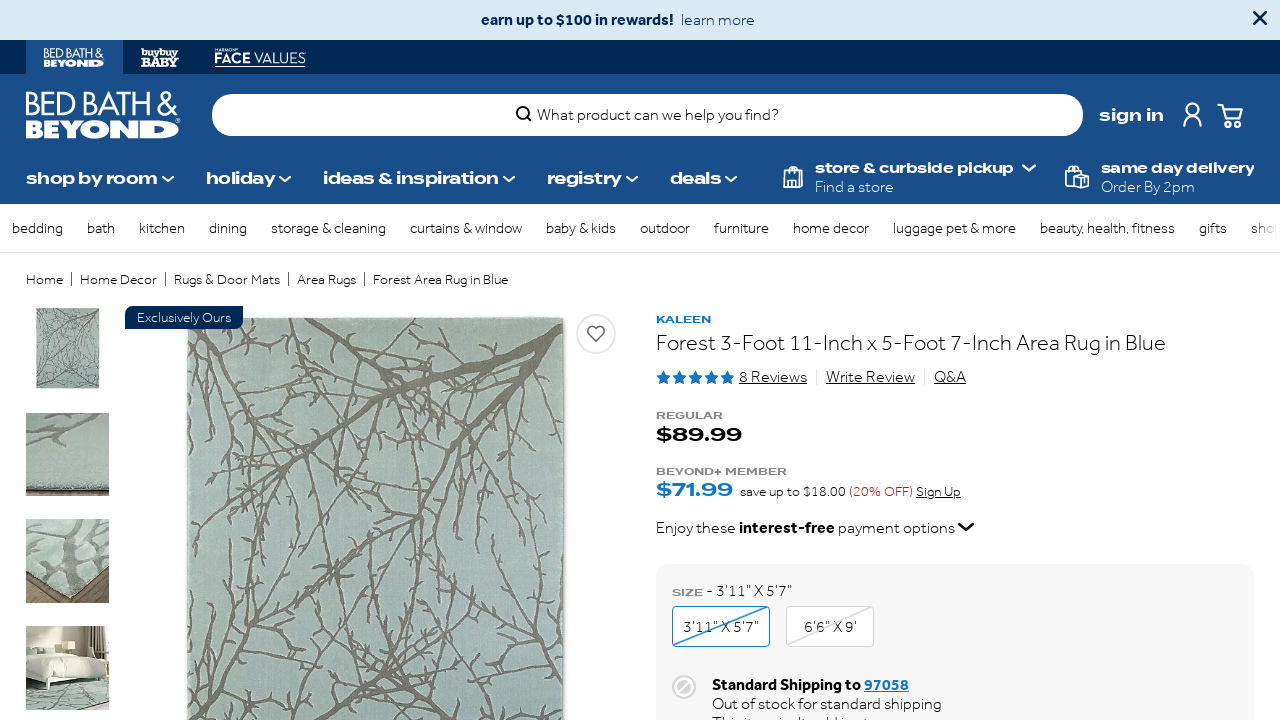 earn up to $100 in rewards! learn more
BED BATH & BEYOND
buybuy BABY
HARMON FACE VALUES
BED BATH & BEYOND®
What product can we help you find?
sign in
shop by room
holiday
ideas & inspiration
registry
deals
store & curbside pickup
Find a store
same day delivery
Order By 2pm
bedding
bath
kitchen
dining
storage & cleaning
curtains & window
baby & kids
outdoor
furniture
home decor
luggage pet & more
beauty, health, fitness
gifts
Home | Home Decor | Rugs & Door Mats | Area Rugs | Forest Area Rug in Blue
Exclusively Ours
KALEEN
Forest 3-Foot 11-Inch x 5-Foot 7-Inch Area Rug in Blue
8 Reviews
Write Review
Q&A
REGULAR
$89.99
BEYOND+ MEMBER
$71.99 save up to $18.00 (20% OFF) Sign Up
Enjoy these interest-free payment options
SIZE - 3'11" X 5'7"
3'11" X 5'7"
6'6" X 9'
Standard Shipping to 97058
Out of stock for standard shipping